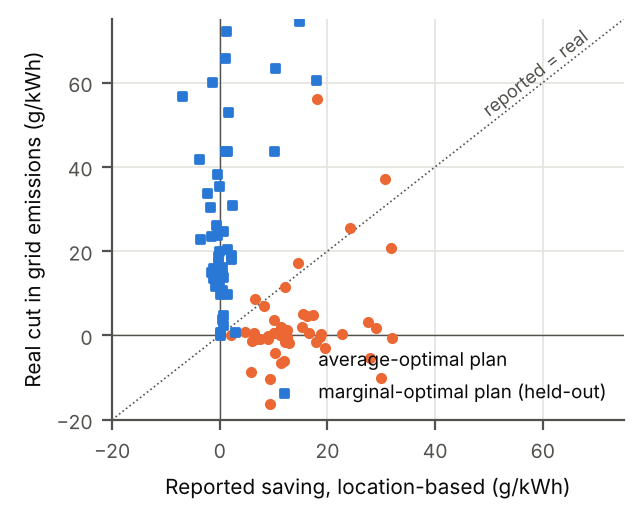 Real cut in grid emissions (g/kWh)
60
40
20
0
−20
reported = real
average-optimal plan
marginal-optimal plan (held-out)
−20
0
20
40
60
Reported saving, location-based (g/kWh)